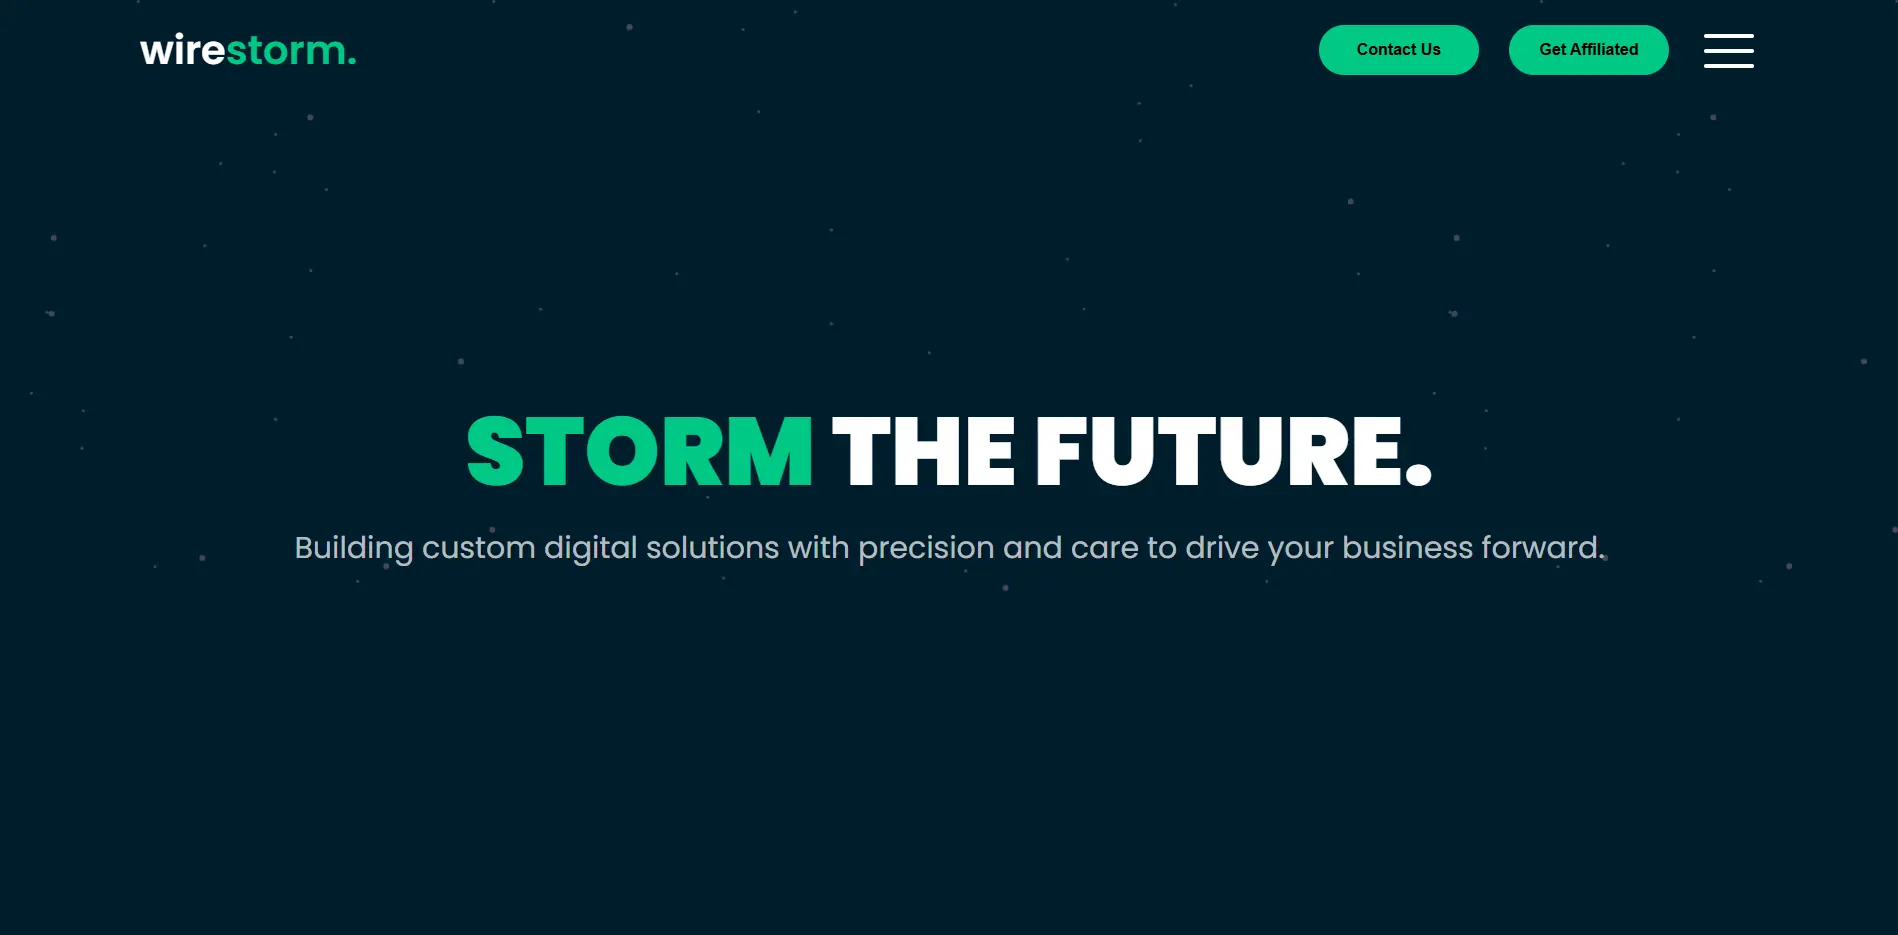 wirestorm.
Contact Us
Get Affiliated
STORM THE FUTURE.
Building custom digital solutions with precision and care to drive your business forward.